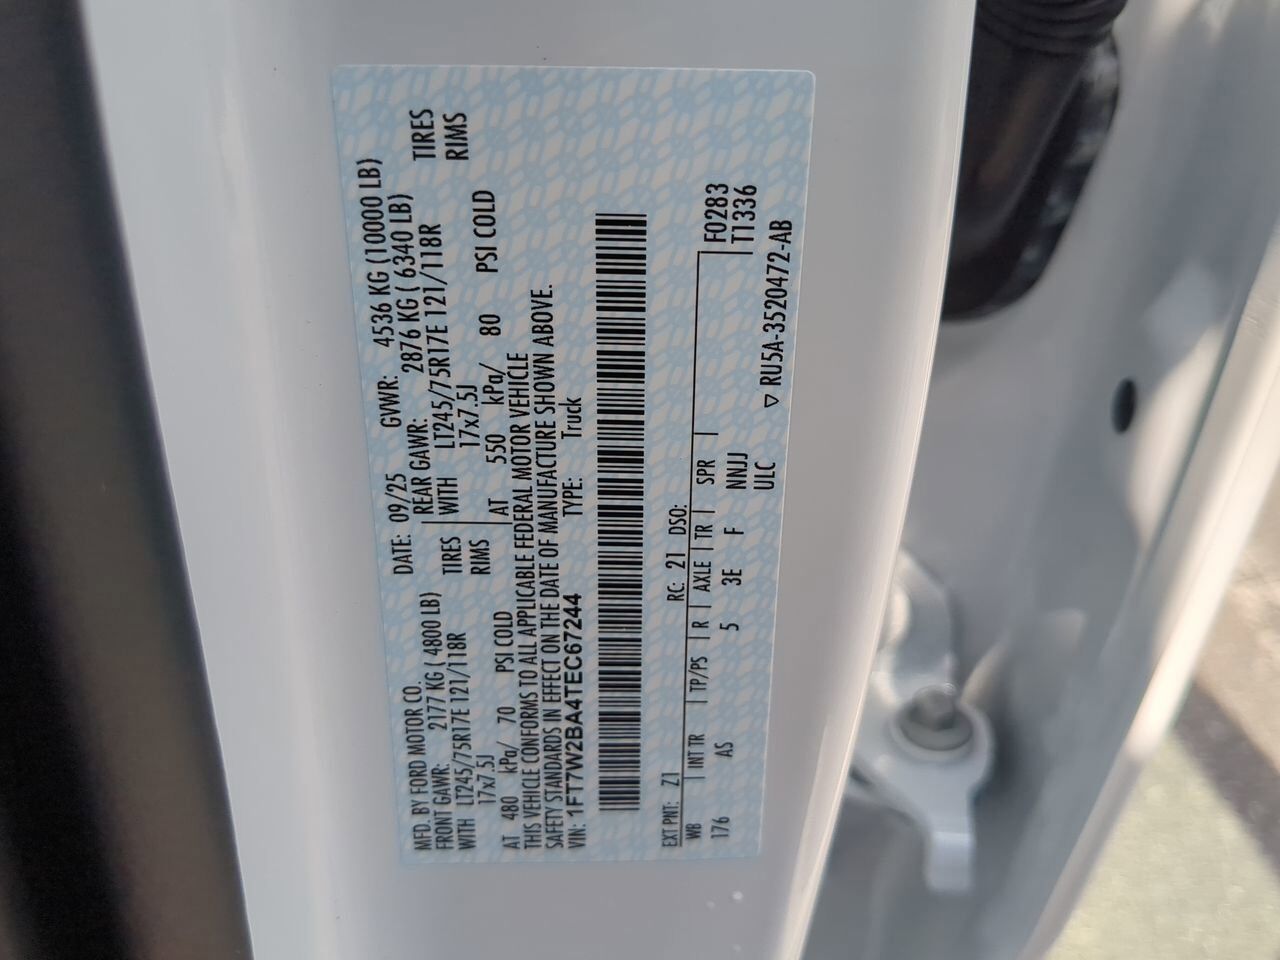 MFD. BY FORD MOTOR CO. DATE: 09/25 GVWR: 4536 KG (10000 LB)
FRONT GAWR: 2177 KG ( 4800 LB) REAR GAWR: 2876 KG ( 6340 LB)
WITH LT245/75R17E 121/118R TIRES WITH LT245/75R17E 121/118R TIRES
17x7.5J RIMS 17x7.5J RIMS
AT 480 kPa/ 70 PSI COLD AT 550 kPa/ 80 PSI COLD
THIS VEHICLE CONFORMS TO ALL APPLICABLE FEDERAL MOTOR VEHICLE
SAFETY STANDARDS IN EFFECT ON THE DATE OF MANUFACTURE SHOWN ABOVE.
VIN: 1FT7W2BA4TEC67244 TYPE: Truck
EXT PNT: Z1 RC: 21 DSO:
WB INT TR TP/PS R AXLE TR SPR F0283
176 AS 5 3E F NNJJ T1336
ULC
▽ RU5A-3520472-AB